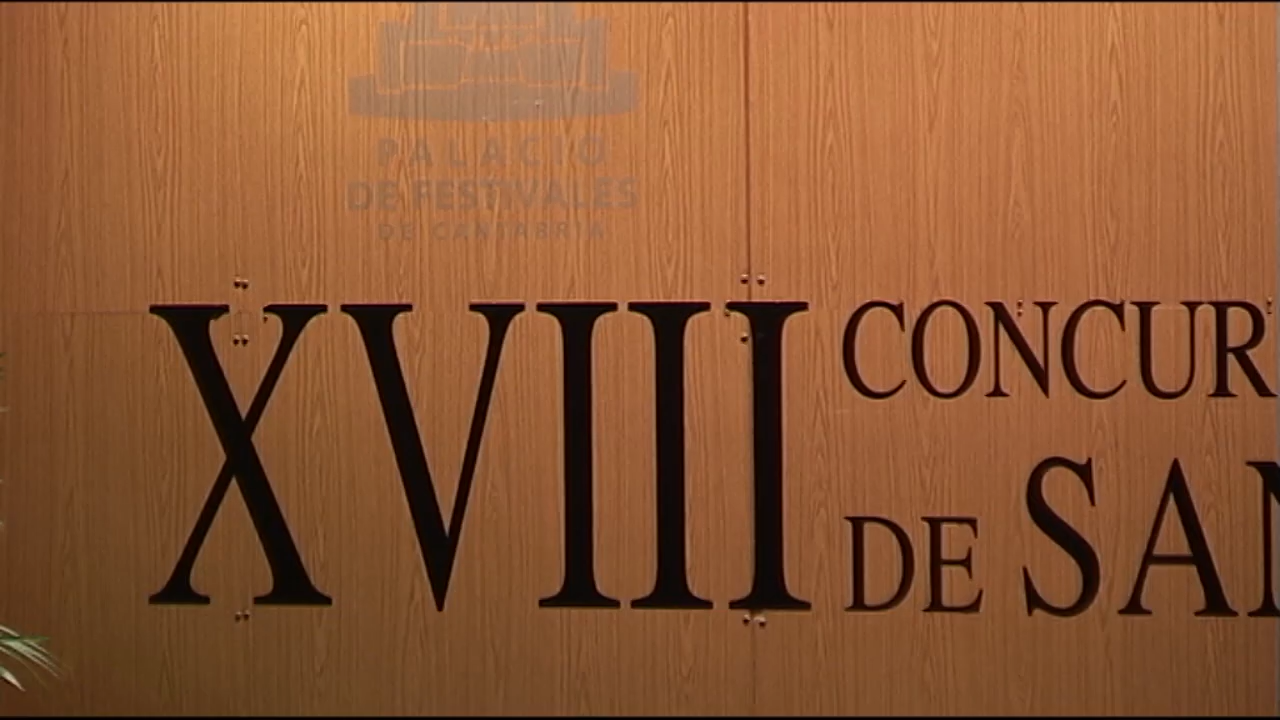 PALACIO
DE FESTIVALES
DE CANTABRIA
XVIII CONCUR
DE SAN